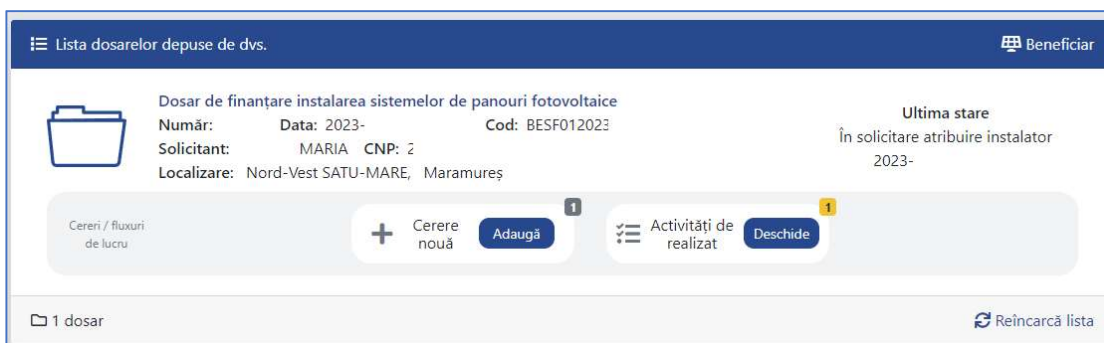 Lista dosarelor depuse de dvs. Beneficiar
Dosar de finanțare instalarea sistemelor de panouri fotovoltaice
Număr: Data: 2023- Cod: BESF012023
Solicitant: MARIA CNP: 2
Localizare: Nord-Vest SATU-MARE, Maramureș
Ultima stare
În solicitare atribuire instalator
2023-
Cereri / fluxuri
de lucru
Cerere
nouă
Adaugă
1
Activități de
realizat
Deschide
1
1 dosar Reîncarcă lista